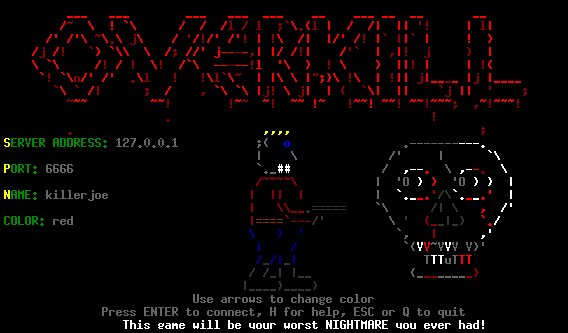 OVERKILL
SERVER ADDRESS: 127.0.0.1
PORT: 6666
NAME: killerjoe
COLOR: red
Use arrows to change color
Press ENTER to connect, H for help, ESC or Q to quit
This game will be your worst NIGHTMARE you ever had!